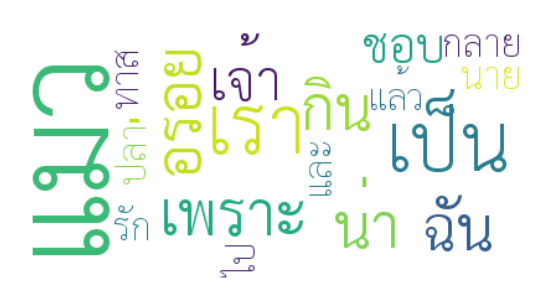 แมว
ทาส
ปลา
รัก
อรอย
เจ้า
เรา
เพราะ
ไป
กิน
และ
ชอบ
กลาย
นาย
แล้ว
เป็น
น่า
ฉัน